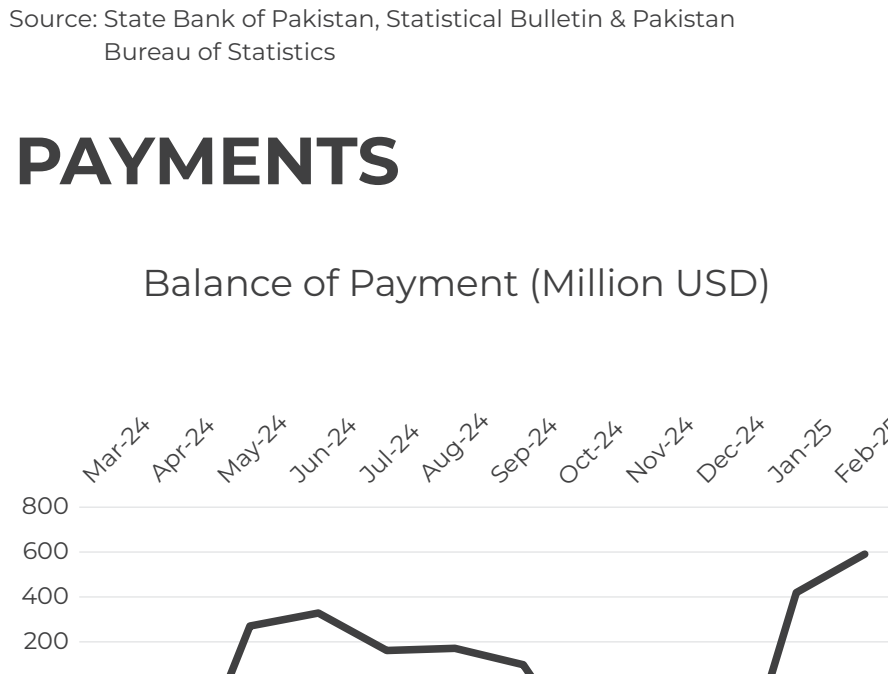 Source: State Bank of Pakistan, Statistical Bulletin & Pakistan
Bureau of Statistics
PAYMENTS
Balance of Payment (Million USD)
Mar-24 Apr-24 May-24 Jun-24 Jul-24 Aug-24 Sep-24 Oct-24 Nov-24 Dec-24 Jan-25 Feb-25
800
600
400
200